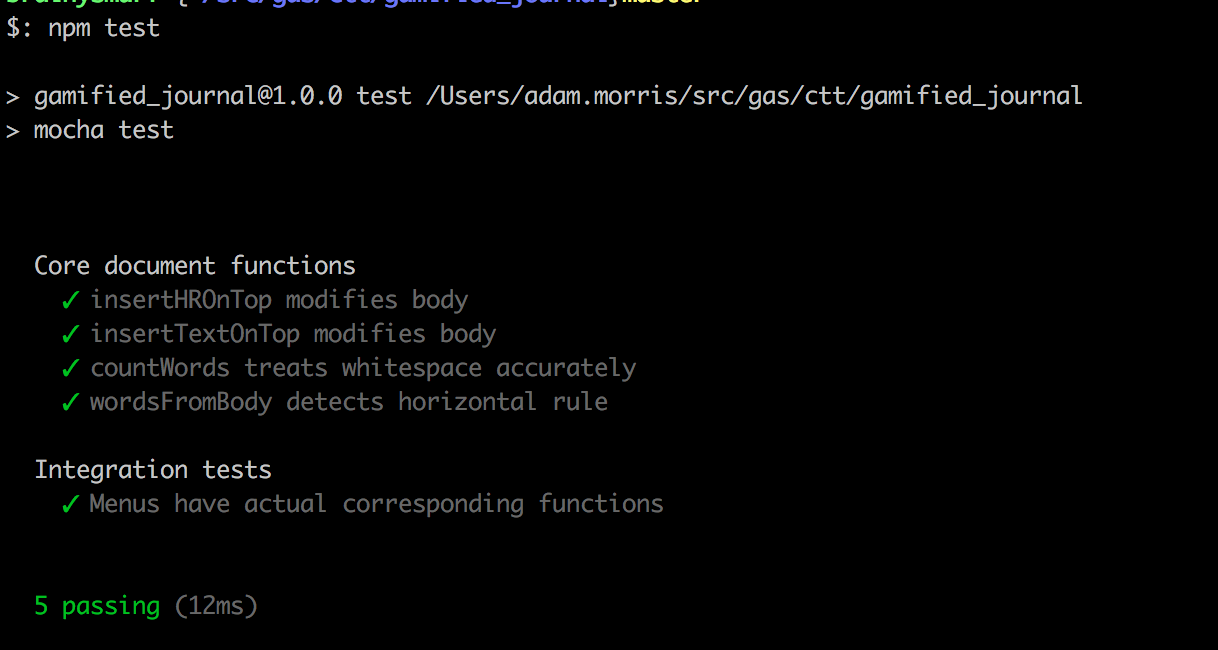 $: npm test
> gamified_journal@1.0.0 test /Users/adam.morris/src/gas/ctt/gamified_journal
> mocha test
Core document functions
✓ insertHROnTop modifies body
✓ insertTextOnTop modifies body
✓ countWords treats whitespace accurately
✓ wordsFromBody detects horizontal rule
Integration tests
✓ Menus have actual corresponding functions
5 passing (12ms)